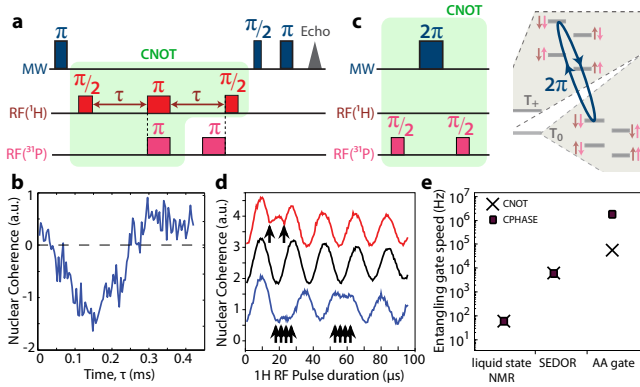 a
CNOT
MW
π
π/2
π
Echo
RF(¹H)
π/2
τ
π
τ
π/2
RF(³¹P)
π
π
c
CNOT
MW
2π
RF(¹H)
RF(³¹P)
π/2
π/2
2π
T₊
T₀
↓↓
↑↓
↓↑
↑↑
↓↓
↑↓
↓↑
↑↑
b
Nuclear Coherence (a.u.)
1
0
-1
-2
0
0.1
0.2
0.3
0.4
Time, τ (ms)
d
Nuclear Coherence (a.u.)
4
3
2
1
0
0
20
40
60
80
100
1H RF Pulse duration (μs)
e
Entangling gate speed (Hz)
10⁷
10⁶
10⁵
10⁴
10³
10²
10¹
CNOT
CPHASE
liquid state
NMR
SEDOR
AA gate